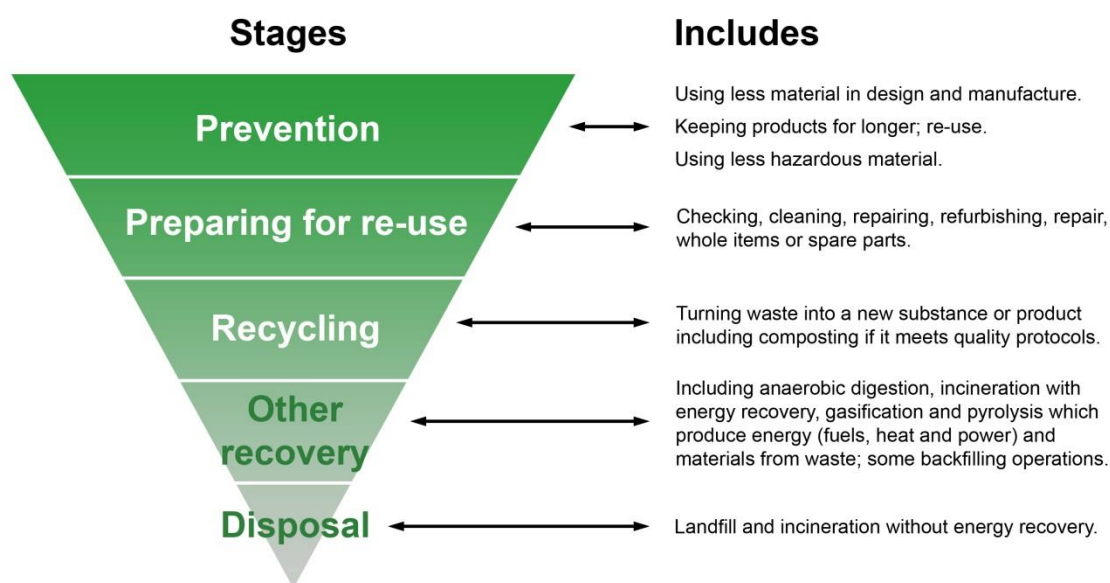 Stages
Includes
Prevention
Using less material in design and manufacture.
Keeping products for longer; re-use.
Using less hazardous material.
Preparing for re-use
Checking, cleaning, repairing, refurbishing, repair,
whole items or spare parts.
Recycling
Turning waste into a new substance or product
including composting if it meets quality protocols.
Other
recovery
Including anaerobic digestion, incineration with
energy recovery, gasification and pyrolysis which
produce energy (fuels, heat and power) and
materials from waste; some backfilling operations.
Disposal
Landfill and incineration without energy recovery.